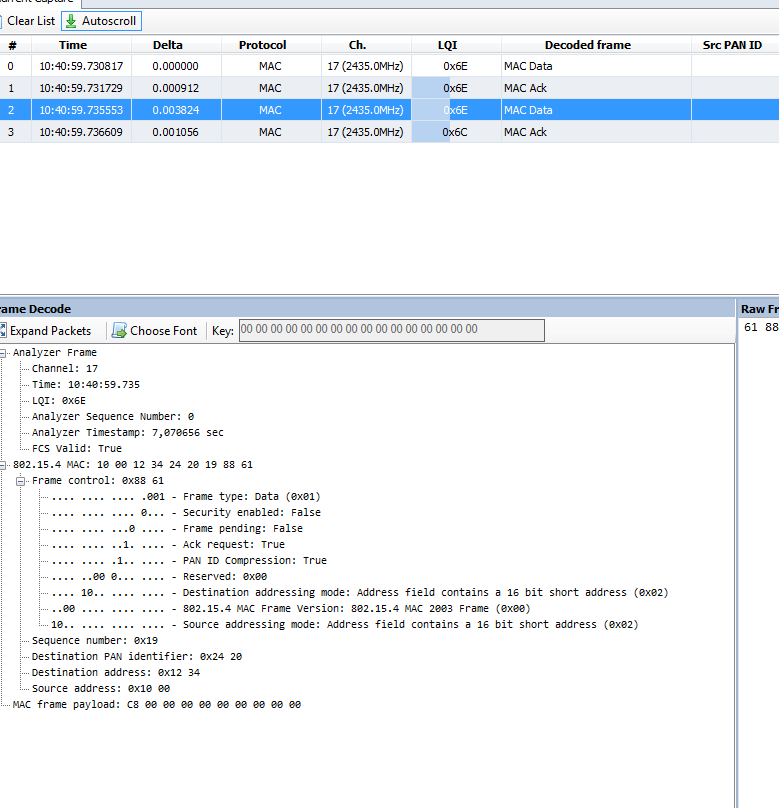 Current Capture
Clear List Autoscroll
# Time Delta Protocol Ch. LQI Decoded frame Src PAN ID
0 10:40:59.730817 0.000000 MAC 17 (2435.0MHz) 0x6E MAC Data
1 10:40:59.731729 0.000912 MAC 17 (2435.0MHz) 0x6E MAC Ack
2 10:40:59.735553 0.003824 MAC 17 (2435.0MHz) 0x6E MAC Data
3 10:40:59.736609 0.001056 MAC 17 (2435.0MHz) 0x6C MAC Ack
rame Decode Raw Fr
Expand Packets Choose Font Key: 00 00 00 00 00 00 00 00 00 00 00 00 00 00 00 00 61 88
Analyzer Frame
Channel: 17
Time: 10:40:59.735
LQI: 0x6E
Analyzer Sequence Number: 0
Analyzer Timestamp: 7,070656 sec
FCS Valid: True
802.15.4 MAC: 10 00 12 34 24 20 19 88 61
Frame control: 0x88 61
.... .... .... .001 - Frame type: Data (0x01)
.... .... .... 0... - Security enabled: False
.... .... ...0 .... - Frame pending: False
.... .... ..1. .... - Ack request: True
.... .... .1.. .... - PAN ID Compression: True
.... ..00 0... .... - Reserved: 0x00
.... 10.. .... .... - Destination addressing mode: Address field contains a 16 bit short address (0x02)
..00 .... .... .... - 802.15.4 MAC Frame Version: 802.15.4 MAC 2003 Frame (0x00)
10.. .... .... .... - Source addressing mode: Address field contains a 16 bit short address (0x02)
Sequence number: 0x19
Destination PAN identifier: 0x24 20
Destination address: 0x12 34
Source address: 0x10 00
MAC frame payload: C8 00 00 00 00 00 00 00 00 00